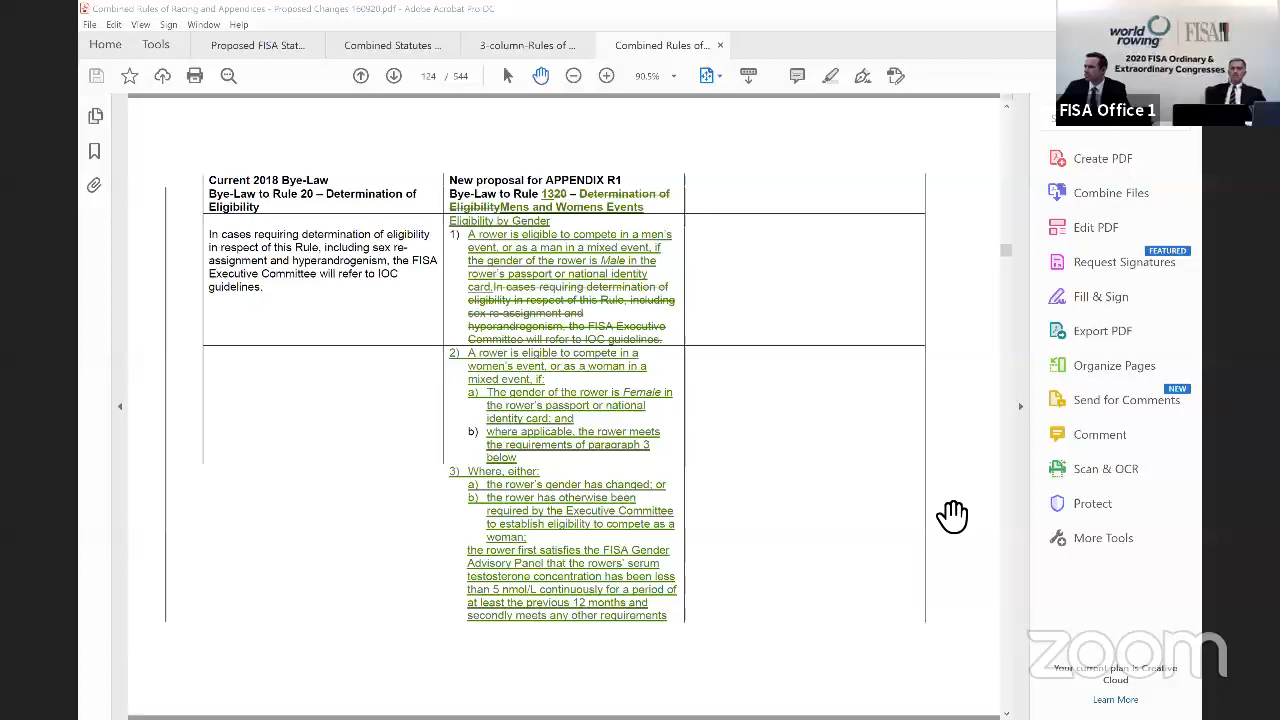 Combined Rules of Racing and Appendices - Proposed Changes 160920.pdf - Adobe Acrobat Pro DC
File Edit View Sign Window Help
Home Tools Proposed FISA Stat... Combined Statutes ... 3-column-Rules of ... Combined Rules of... ×
124 / 544 90.5%
world rowing FISA
2020 FISA Ordinary &
Extraordinary Congresses
FISA Office 1
Current 2018 Bye-Law
Bye-Law to Rule 20 – Determination of
Eligibility
In cases requiring determination of eligibility
in respect of this Rule, including sex re-
assignment and hyperandrogenism, the FISA
Executive Committee will refer to IOC
guidelines.
New proposal for APPENDIX R1
Bye-Law to Rule 1320 – Determination of
EligibilityMens and Womens Events
Eligibility by Gender
1) A rower is eligible to compete in a men's
event, or as a man in a mixed event, if
the gender of the rower is Male in the
rower's passport or national identity
card.In cases requiring determination of
eligibility in respect of this Rule, including
sex re-assignment and
hyperandrogenism, the FISA Executive
Committee will refer to IOC guidelines.
2) A rower is eligible to compete in a
women's event, or as a woman in a
mixed event, if:
a) The gender of the rower is Female in
the rower's passport or national
identity card; and
b) where applicable, the rower meets
the requirements of paragraph 3
below
3) Where, either:
a) the rower's gender has changed; or
b) the rower has otherwise been
required by the Executive Committee
to establish eligibility to compete as a
woman;
the rower first satisfies the FISA Gender
Advisory Panel that the rowers' serum
testosterone concentration has been less
than 5 nmol/L continuously for a period of
at least the previous 12 months and
secondly meets any other requirements
Create PDF
Combine Files
Edit PDF
FEATURED
Request Signatures
Fill & Sign
Export PDF
Organize Pages
NEW
Send for Comments
Comment
Scan & OCR
Protect
More Tools
zoom
Your current plan is Creative
Cloud
Learn More